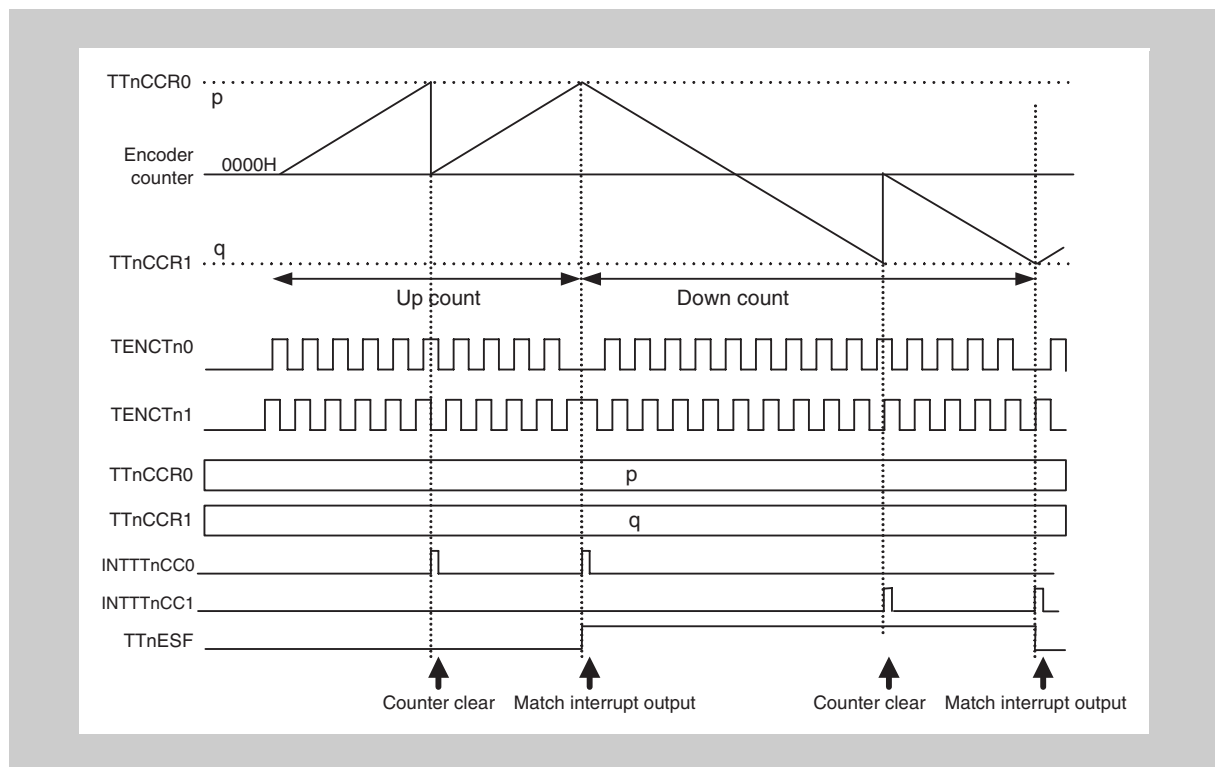 TTnCCR0
p
Encoder
counter
0000H
q
TTnCCR1
Up count
Down count
TENCTn0
TENCTn1
TTnCCR0
p
TTnCCR1
q
INTTTnCC0
INTTTnCC1
TTnESF
Counter clear
Match interrupt output
Counter clear
Match interrupt output